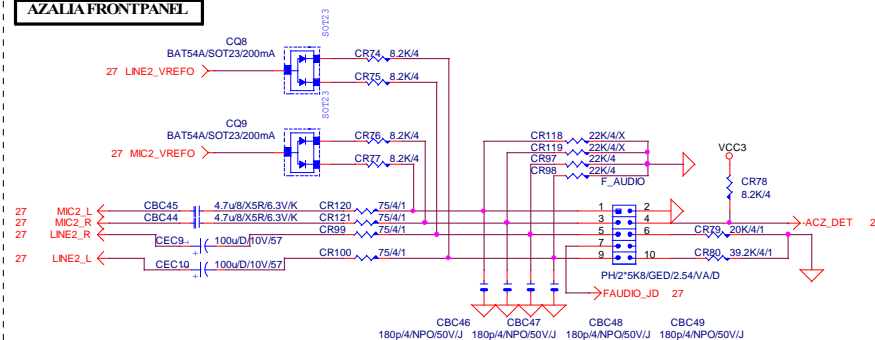 AZALIA FRONTPANEL
SOT23
CQ8
BAT54A/SOT23/200mA
CR74 8.2K/4
27 LINE2_VREFO
CR75 8.2K/4
SOT23
CQ9
BAT54A/SOT23/200mA
CR76 8.2K/4
27 MIC2_VREFO
CR77 8.2K/4
CR118 22K/4/X
CR119 22K/4/X
CR97 22K/4
CR98 22K/4
VCC3
CR78
8.2K/4
F_AUDIO
27 MIC2_L CBC45 4.7u/8/X5R/6.3V/K CR120 75/4/1 1 2
27 MIC2_R CBC44 4.7u/8/X5R/6.3V/K CR121 75/4/1 3 4 -ACZ_DET 2
27 LINE2_R CEC9 + 100u/D/10V/57 CR99 75/4/1 5 6 CR79 20K/4/1
7
27 LINE2_L CEC10 + 100u/D/10V/57 CR100 75/4/1 9 10 CR80 39.2K/4/1
PH/2*5K8/GED/2.54/VA/D
FAUDIO_JD 27
CBC46 CBC47 CBC48 CBC49
180p/4/NPO/50V/J 180p/4/NPO/50V/J 180p/4/NPO/50V/J 180p/4/NPO/50V/J